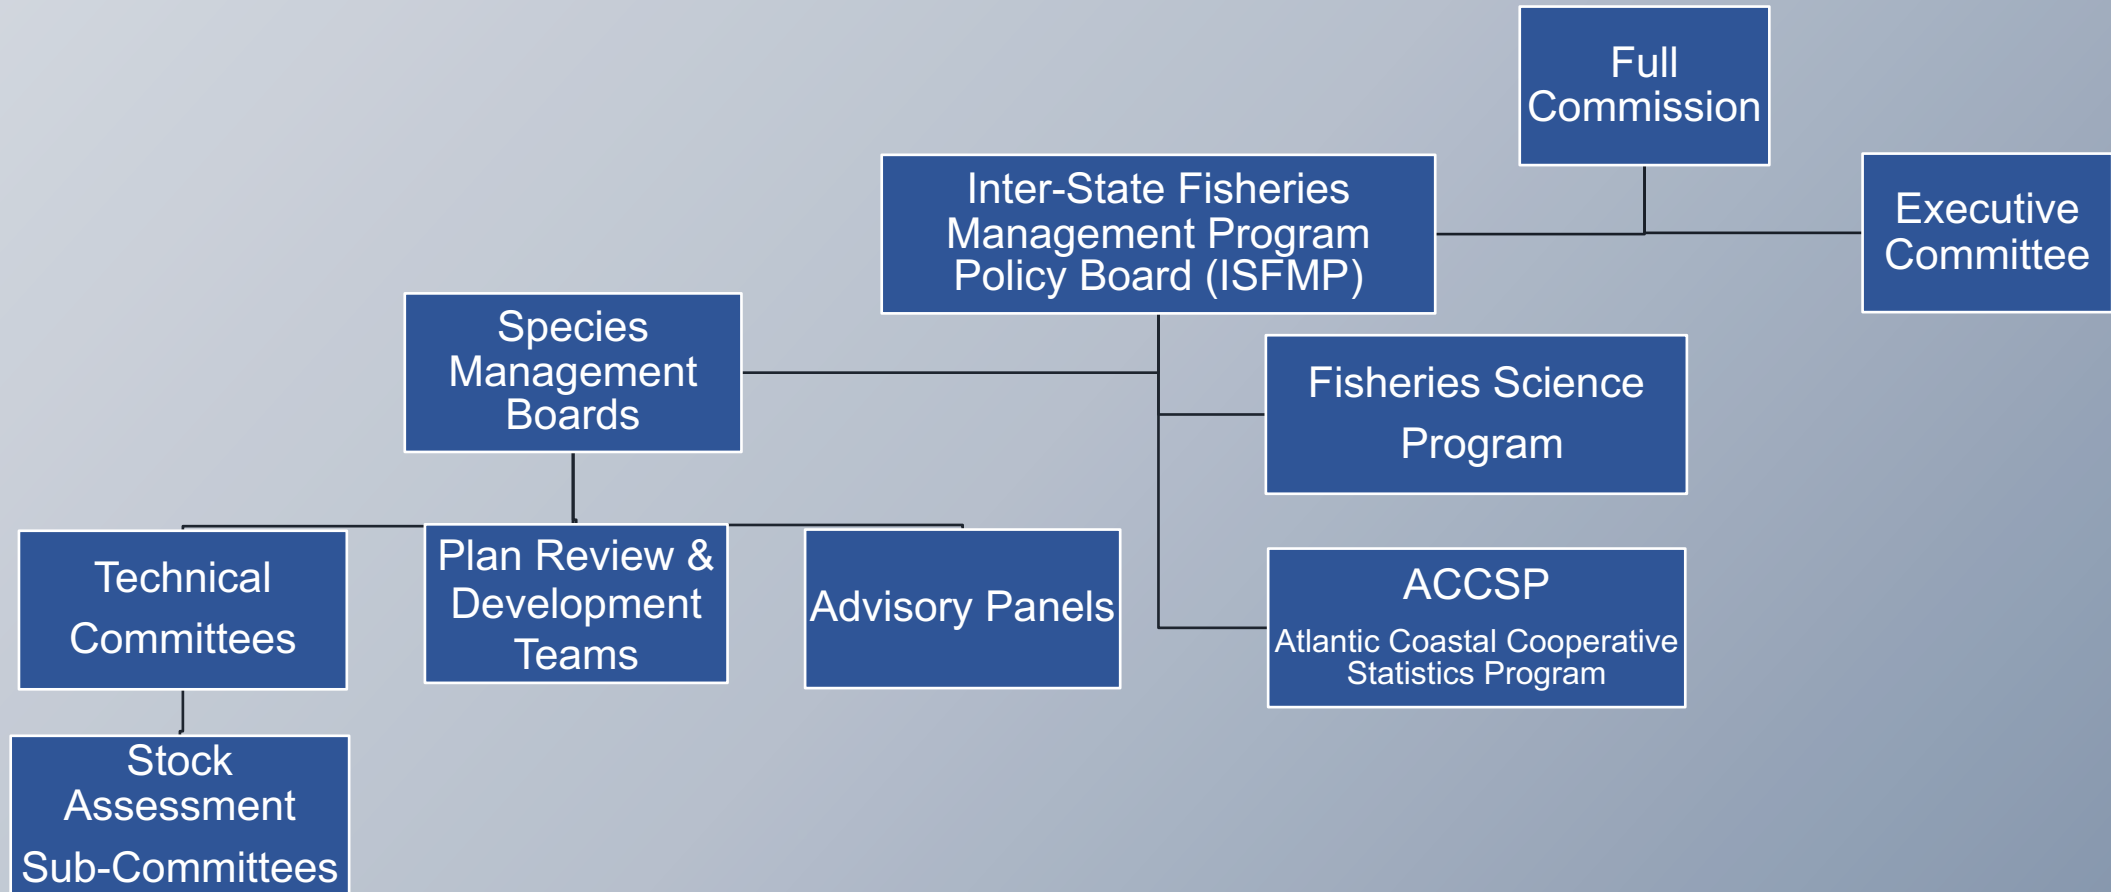 Full
Commission
Inter-State Fisheries
Management Program
Policy Board (ISFMP)
Executive
Committee
Species
Management
Boards
Fisheries Science
Program
Technical
Committees
Plan Review &
Development
Teams
Advisory Panels
ACCSP
Atlantic Coastal Cooperative
Statistics Program
Stock
Assessment
Sub-Committees